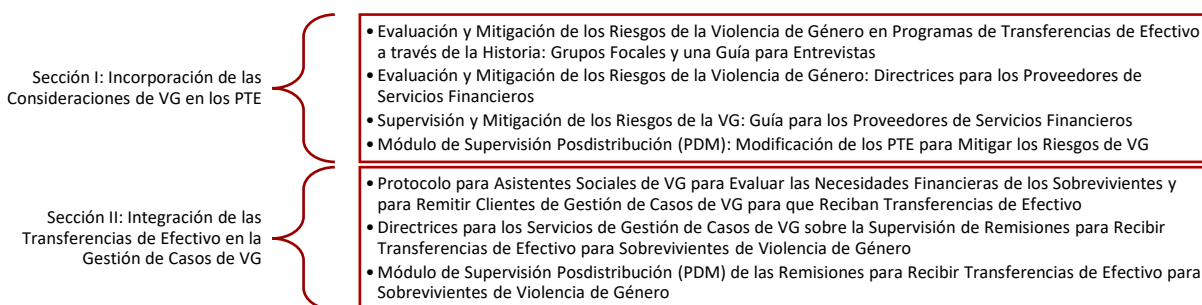 Sección I: Incorporación de las
Consideraciones de VG en los PTE
• Evaluación y Mitigación de los Riesgos de la Violencia de Género en Programas de Transferencias de Efectivo
a través de la Historia: Grupos Focales y una Guía para Entrevistas
• Evaluación y Mitigación de los Riesgos de la Violencia de Género: Directrices para los Proveedores de
Servicios Financieros
• Supervisión y Mitigación de los Riesgos de la VG: Guía para los Proveedores de Servicios Financieros
• Módulo de Supervisión Posdistribución (PDM): Modificación de los PTE para Mitigar los Riesgos de VG
Sección II: Integración de las
Transferencias de Efectivo en la
Gestión de Casos de VG
• Protocolo para Asistentes Sociales de VG para Evaluar las Necesidades Financieras de los Sobrevivientes y
para Remitir Clientes de Gestión de Casos de VG para que Reciban Transferencias de Efectivo
• Directrices para los Servicios de Gestión de Casos de VG sobre la Supervisión de Remisiones para Recibir
Transferencias de Efectivo para Sobrevivientes de Violencia de Género
• Módulo de Supervisión Posdistribución (PDM) de las Remisiones para Recibir Transferencias de Efectivo para
Sobrevivientes de Violencia de Género